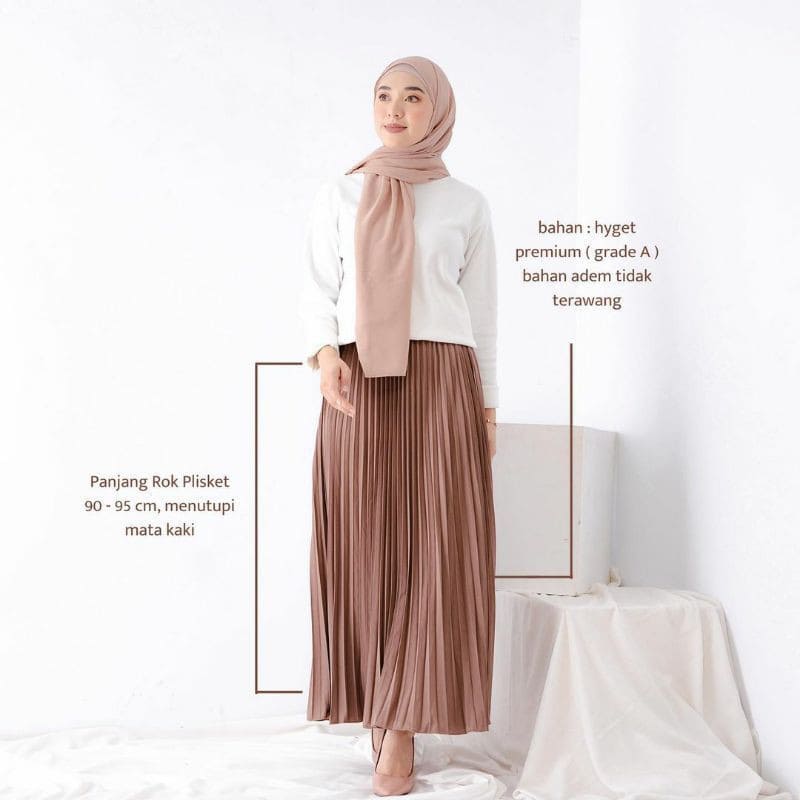 bahan : hyget
premium ( grade A )
bahan adem tidak
terawang
Panjang Rok Plisket
90 - 95 cm, menutupi
mata kaki